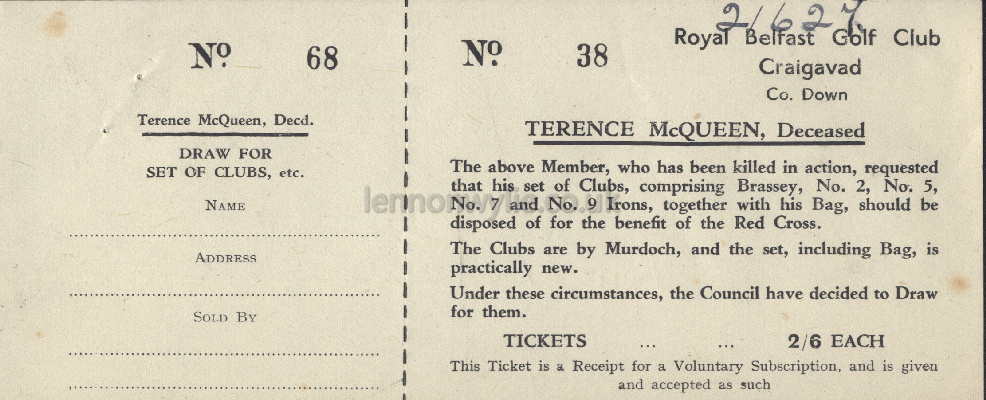 Nº 68
Terence McQueen, Decd.
DRAW FOR
SET OF CLUBS, etc.
NAME
ADDRESS
SOLD BY
21627
Nº 38
Royal Belfast Golf Club
Craigavad
Co. Down
TERENCE McQUEEN, Deceased
The above Member, who has been killed in action, requested
that his set of Clubs, comprising Brassey, No. 2, No. 5,
No. 7 and No. 9 Irons, together with his Bag, should be
disposed of for the benefit of the Red Cross.
The Clubs are by Murdoch, and the set, including Bag, is
practically new.
Under these circumstances, the Council have decided to Draw
for them.
TICKETS ... ... 2/6 EACH
This Ticket is a Receipt for a Voluntary Subscription, and is given
and accepted as such
lemonwylie.co.uk